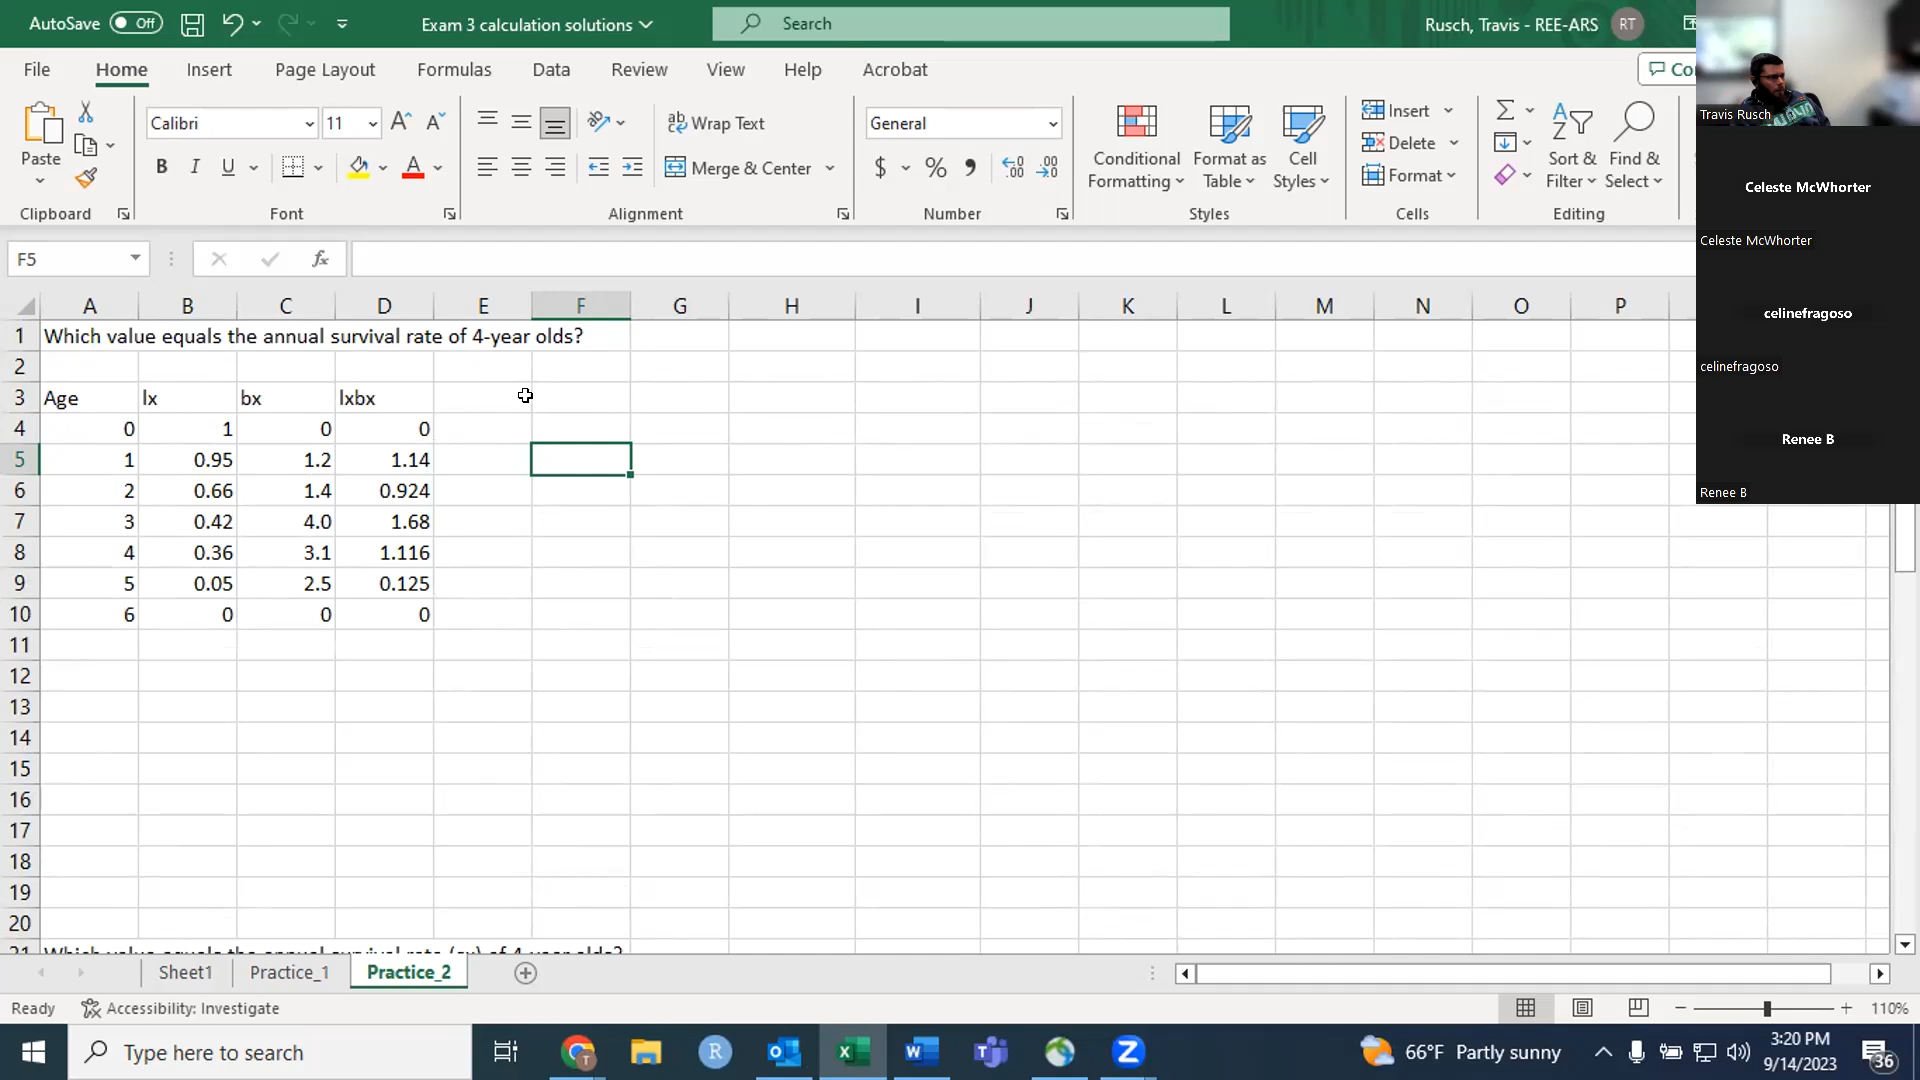 AutoSave Off
Exam 3 calculation solutions
Search
Rusch, Travis - REE-ARS RT
File Home Insert Page Layout Formulas Data Review View Help Acrobat
Co
Paste
Calibri 11
B I U
Wrap Text
Merge & Center
General
$ % 9
Conditional Formatting
Format as Table
Cell Styles
Insert
Delete
Format
Sort & Filter
Find & Select
Clipboard Font Alignment Number Styles Cells Editing
Travis Rusch
Celeste McWhorter
Celeste McWhorter
celinefragoso
celinefragoso
Renee B
Renee B
F5 fx
A B C D E F G H I J K L M N O P
1 Which value equals the annual survival rate of 4-year olds?
2
3 Age lx bx lxbx
4 0 1 0 0
5 1 0.95 1.2 1.14
6 2 0.66 1.4 0.924
7 3 0.42 4.0 1.68
8 4 0.36 3.1 1.116
9 5 0.05 2.5 0.125
10 6 0 0 0
11
12
13
14
15
16
17
18
19
20
21 Which value equals the annual survival rate (sx) of 4-year olds?
Sheet1 Practice_1 Practice_2
Ready Accessibility: Investigate
110%
Type here to search
66°F Partly sunny
3:20 PM
9/14/2023
36